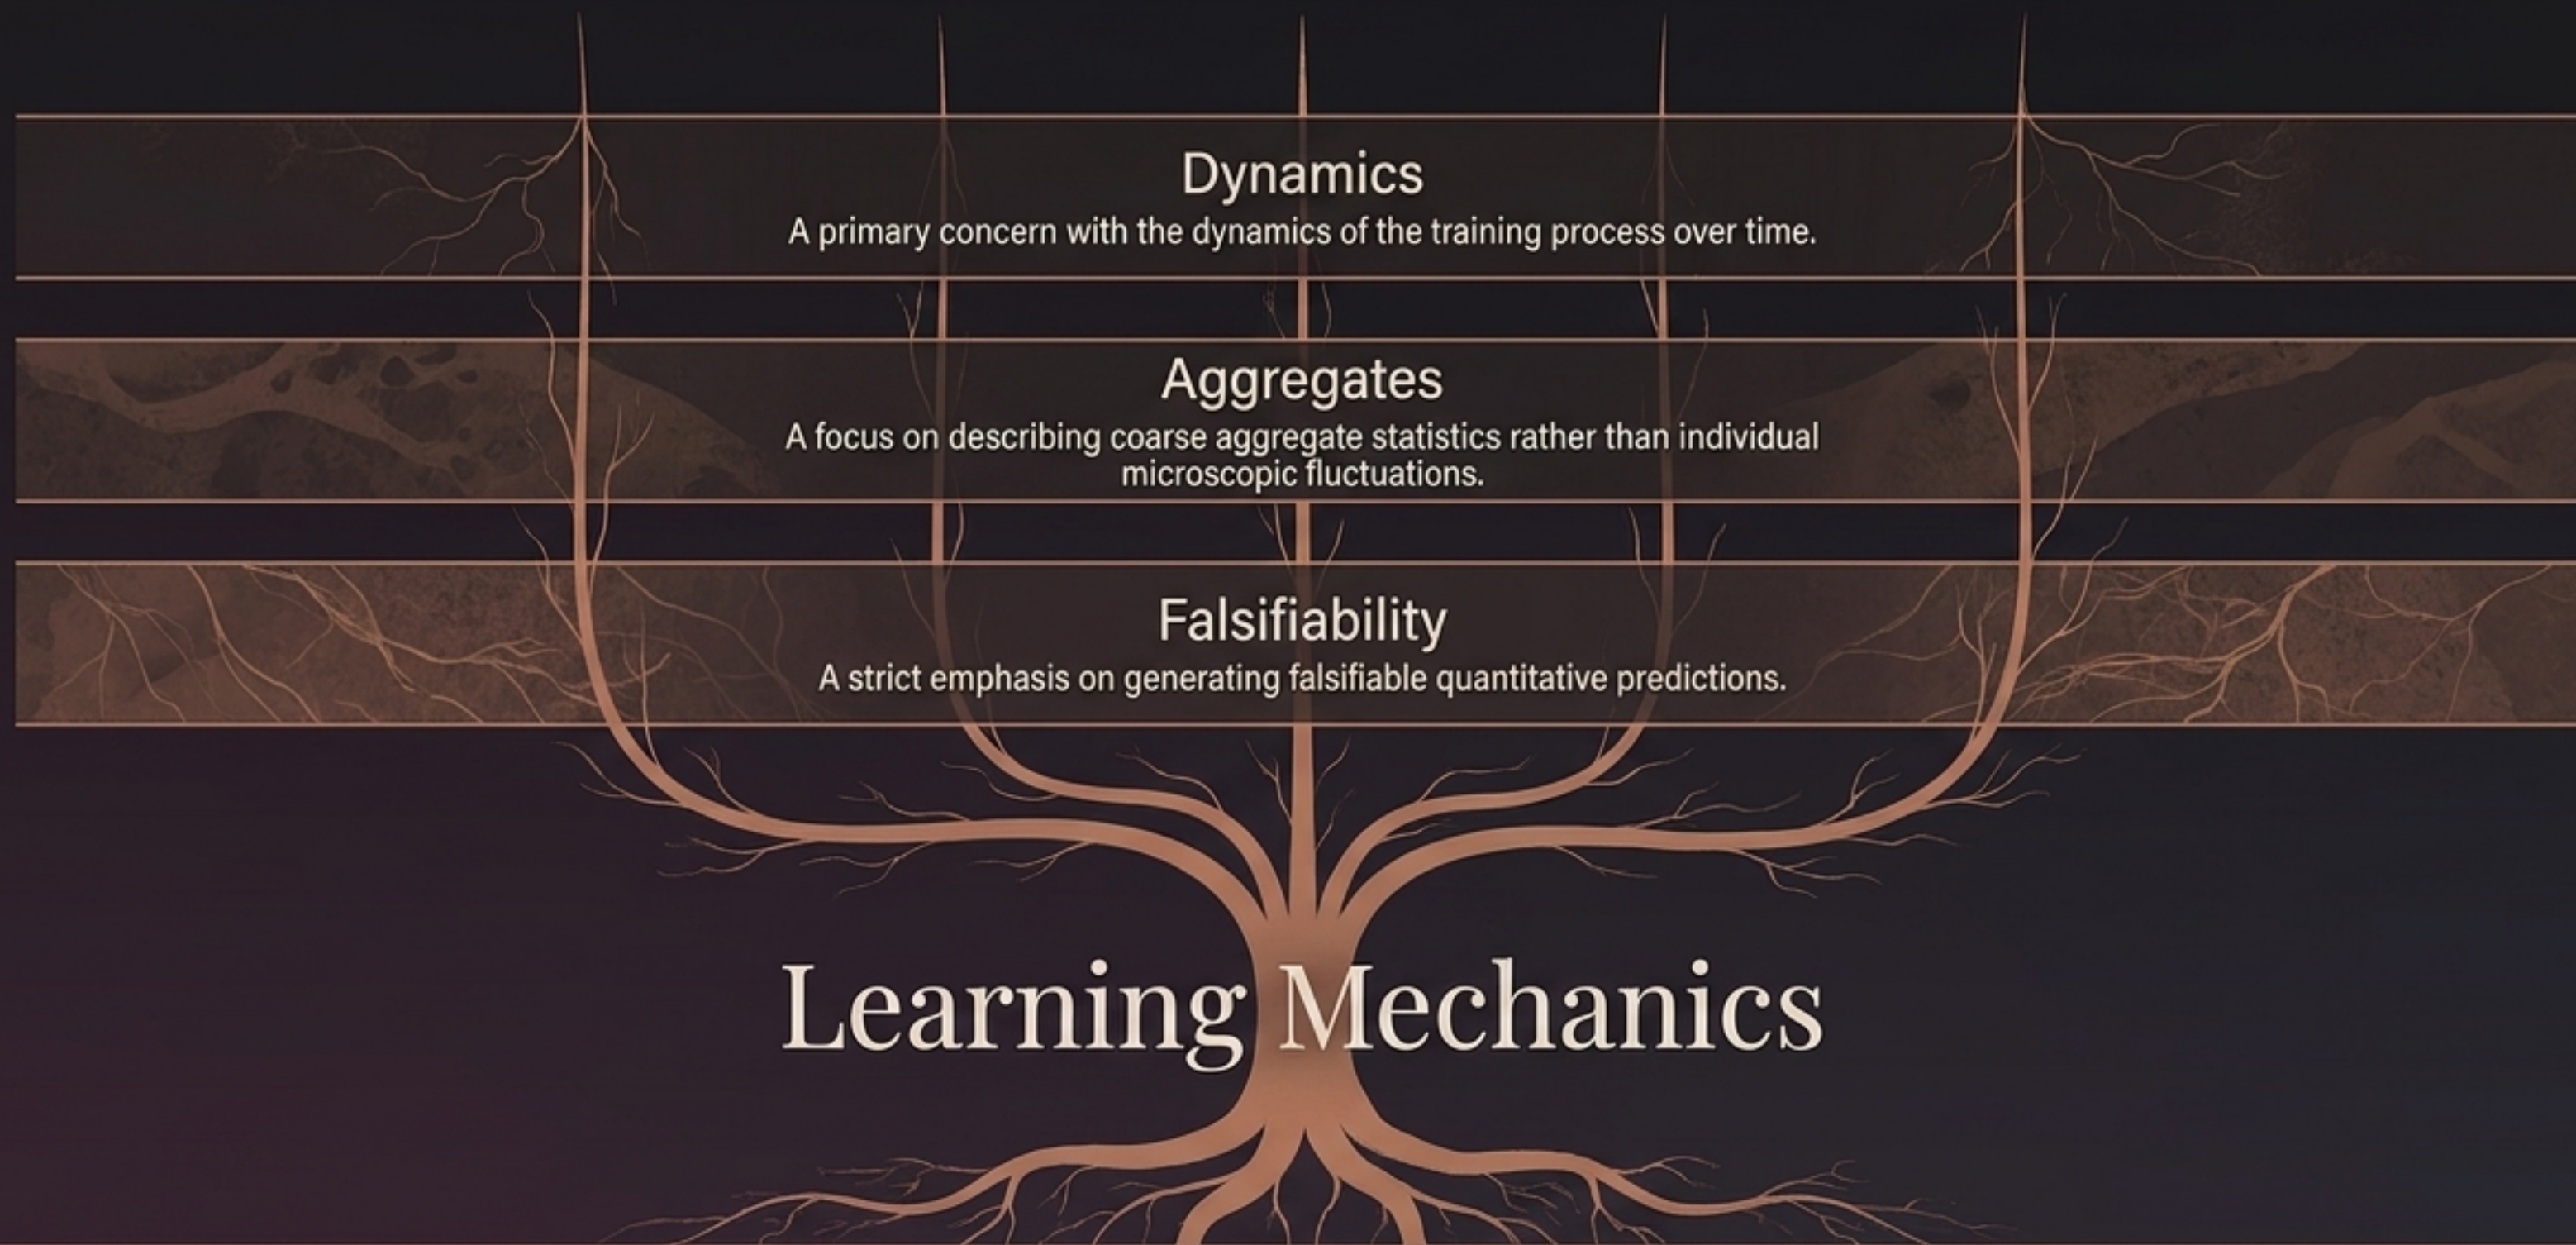 Dynamics
A primary concern with the dynamics of the training process over time.
Aggregates
A focus on describing coarse aggregate statistics rather than individual
microscopic fluctuations.
Falsifiability
A strict emphasis on generating falsifiable quantitative predictions.
Learning Mechanics